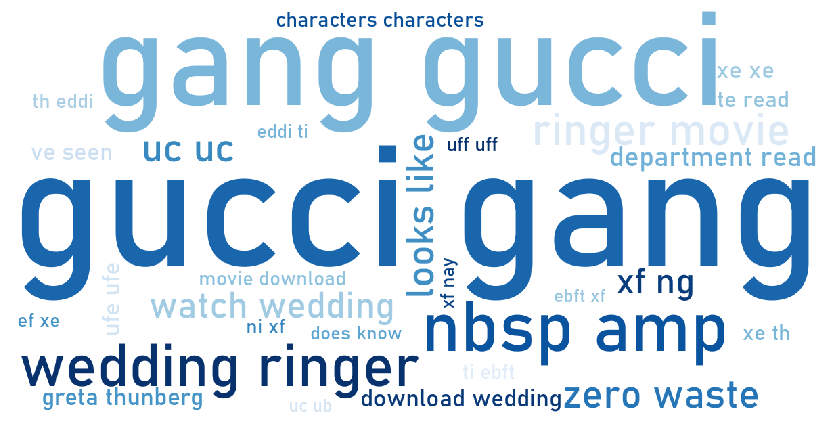 characters characters
gang gucci
xe xe
th eddi
te read
eddi ti
ringer movie
ve seen
uc uc
uff uff
department read
looks like
gucci gang
ufe ufe
movie download
xf nay
xf ng
watch wedding
ebft xf
ef xe
ni xf
does know
nbsp amp
xe th
wedding ringer
ti ebft
greta thunberg
uc ub
download wedding
zero waste